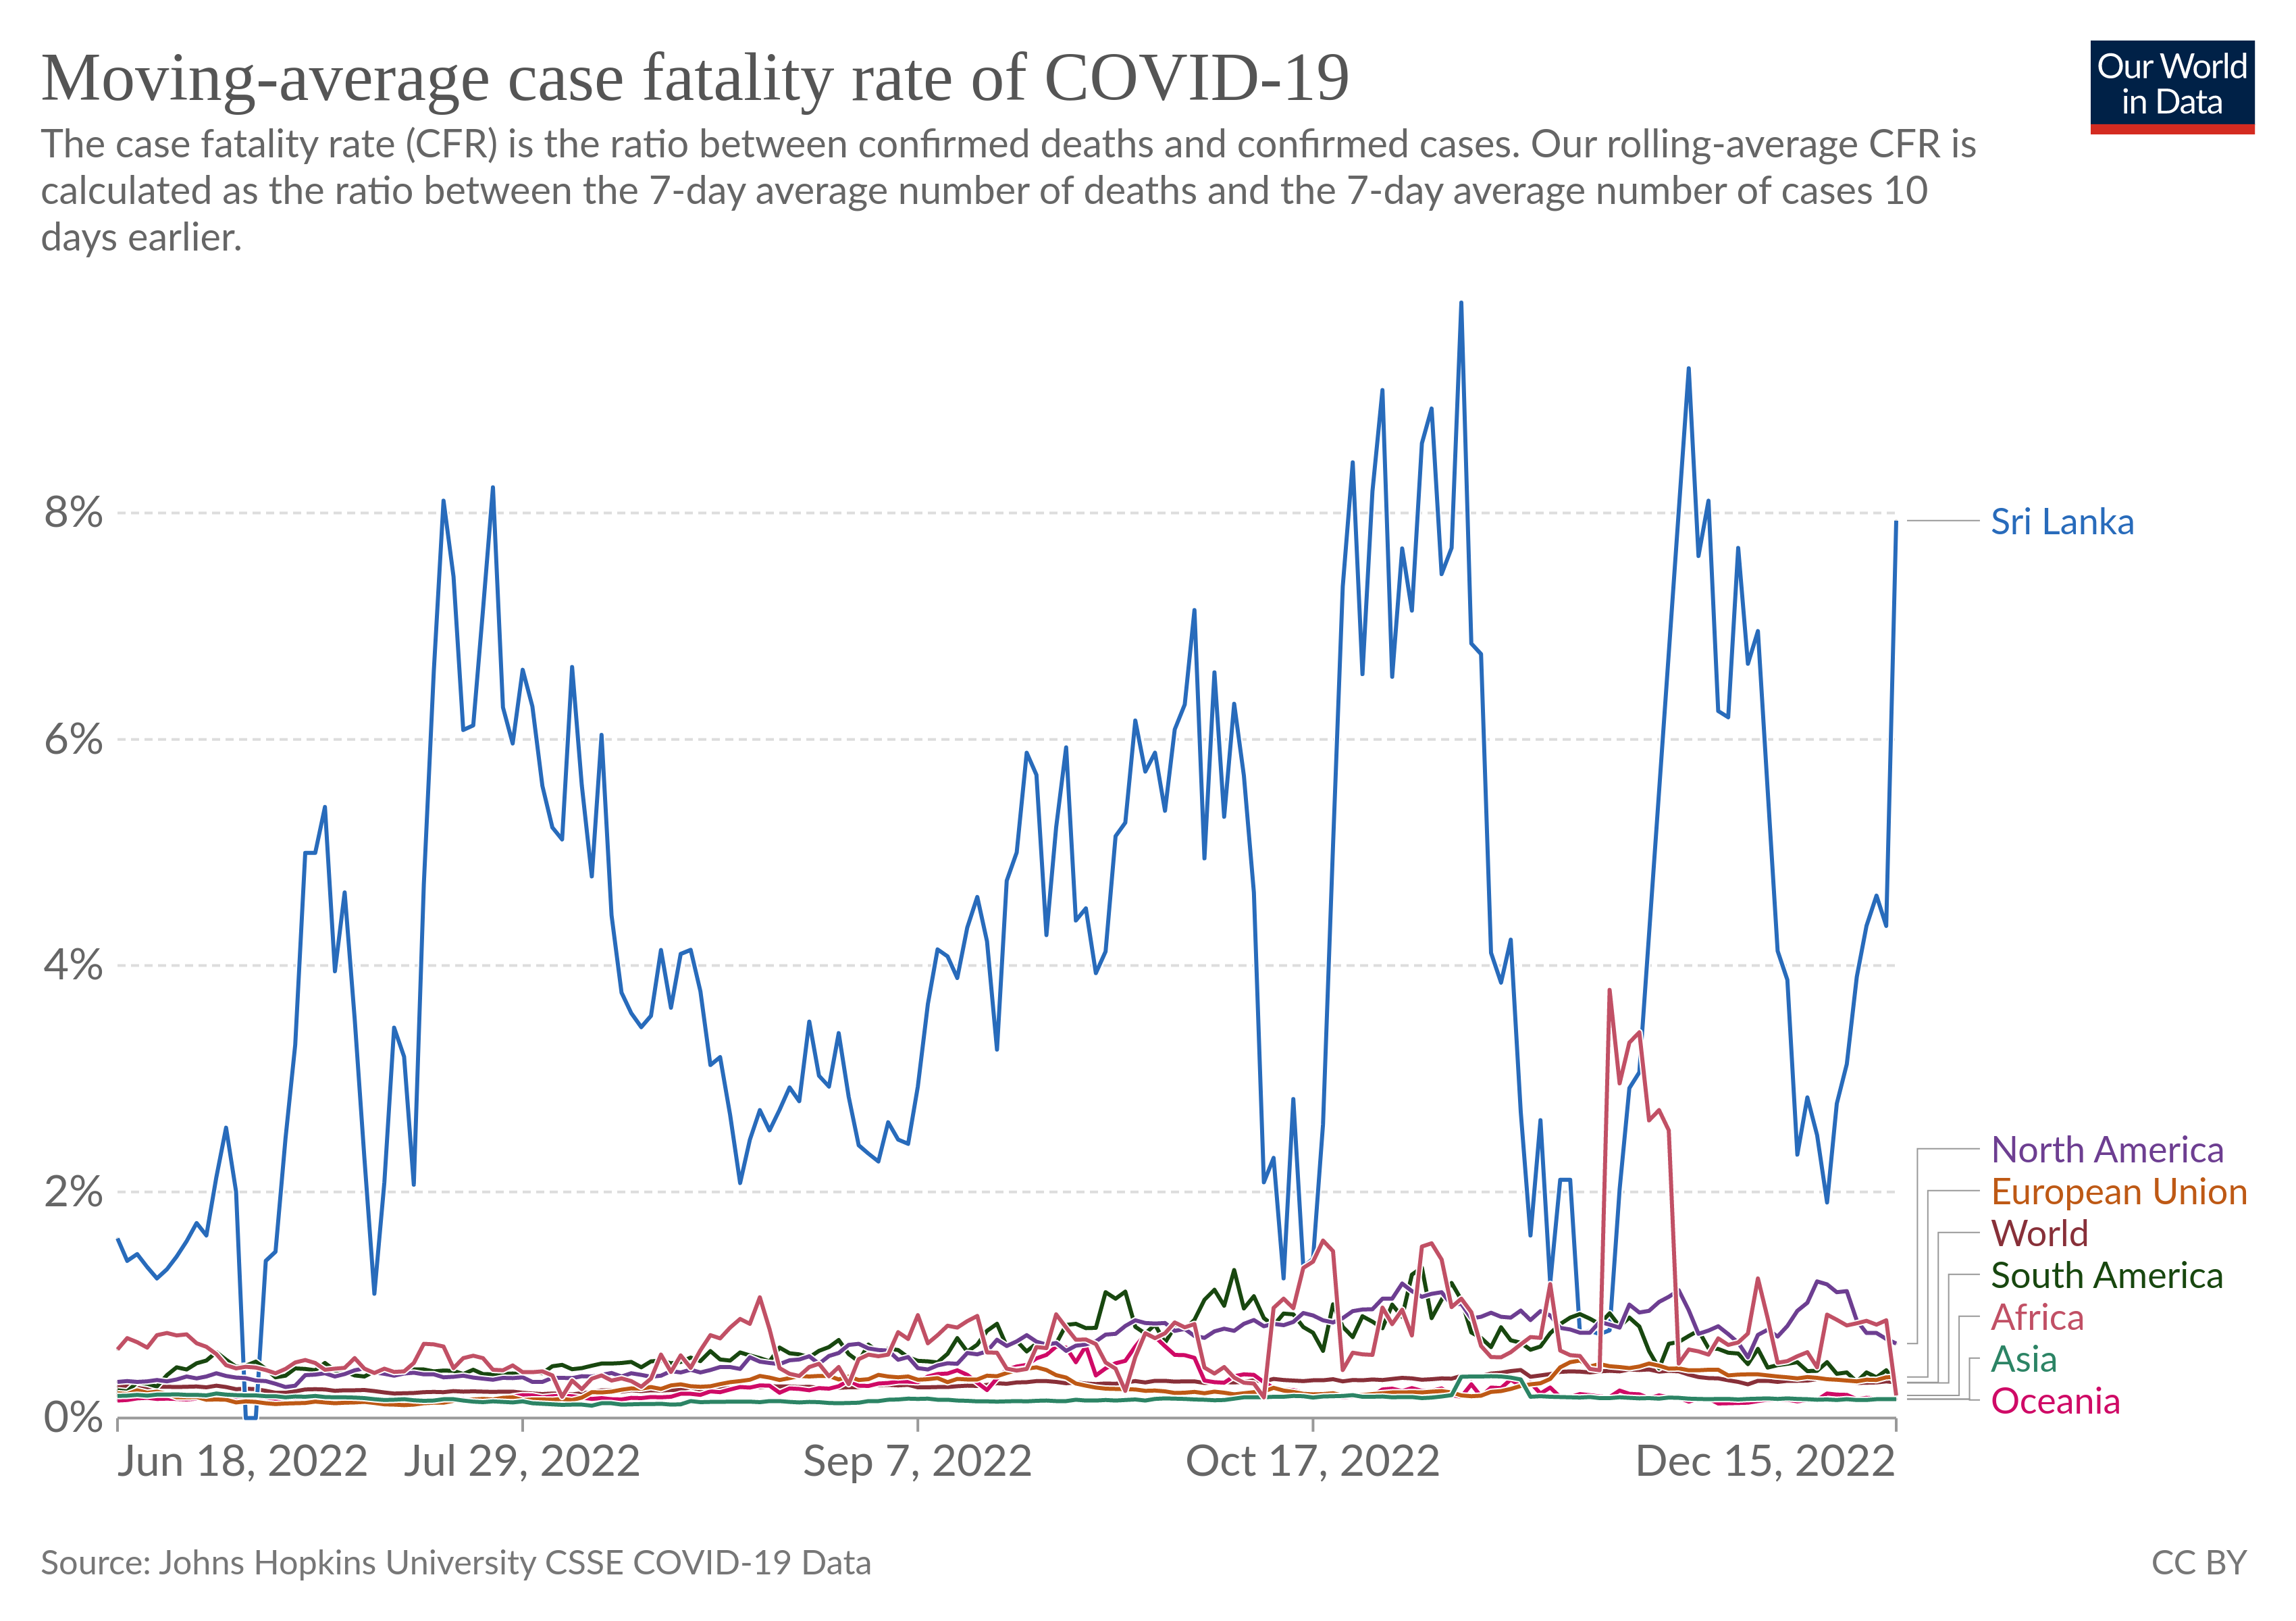 Moving-average case fatality rate of COVID-19
Our World
in Data
The case fatality rate (CFR) is the ratio between confirmed deaths and confirmed cases. Our rolling-average CFR is
calculated as the ratio between the 7-day average number of deaths and the 7-day average number of cases 10
days earlier.
8%
6%
4%
2%
0%
Sri Lanka
North America
European Union
World
South America
Africa
Asia
Oceania
Jun 18, 2022
Jul 29, 2022
Sep 7, 2022
Oct 17, 2022
Dec 15, 2022
Source: Johns Hopkins University CSSE COVID-19 Data
CC BY